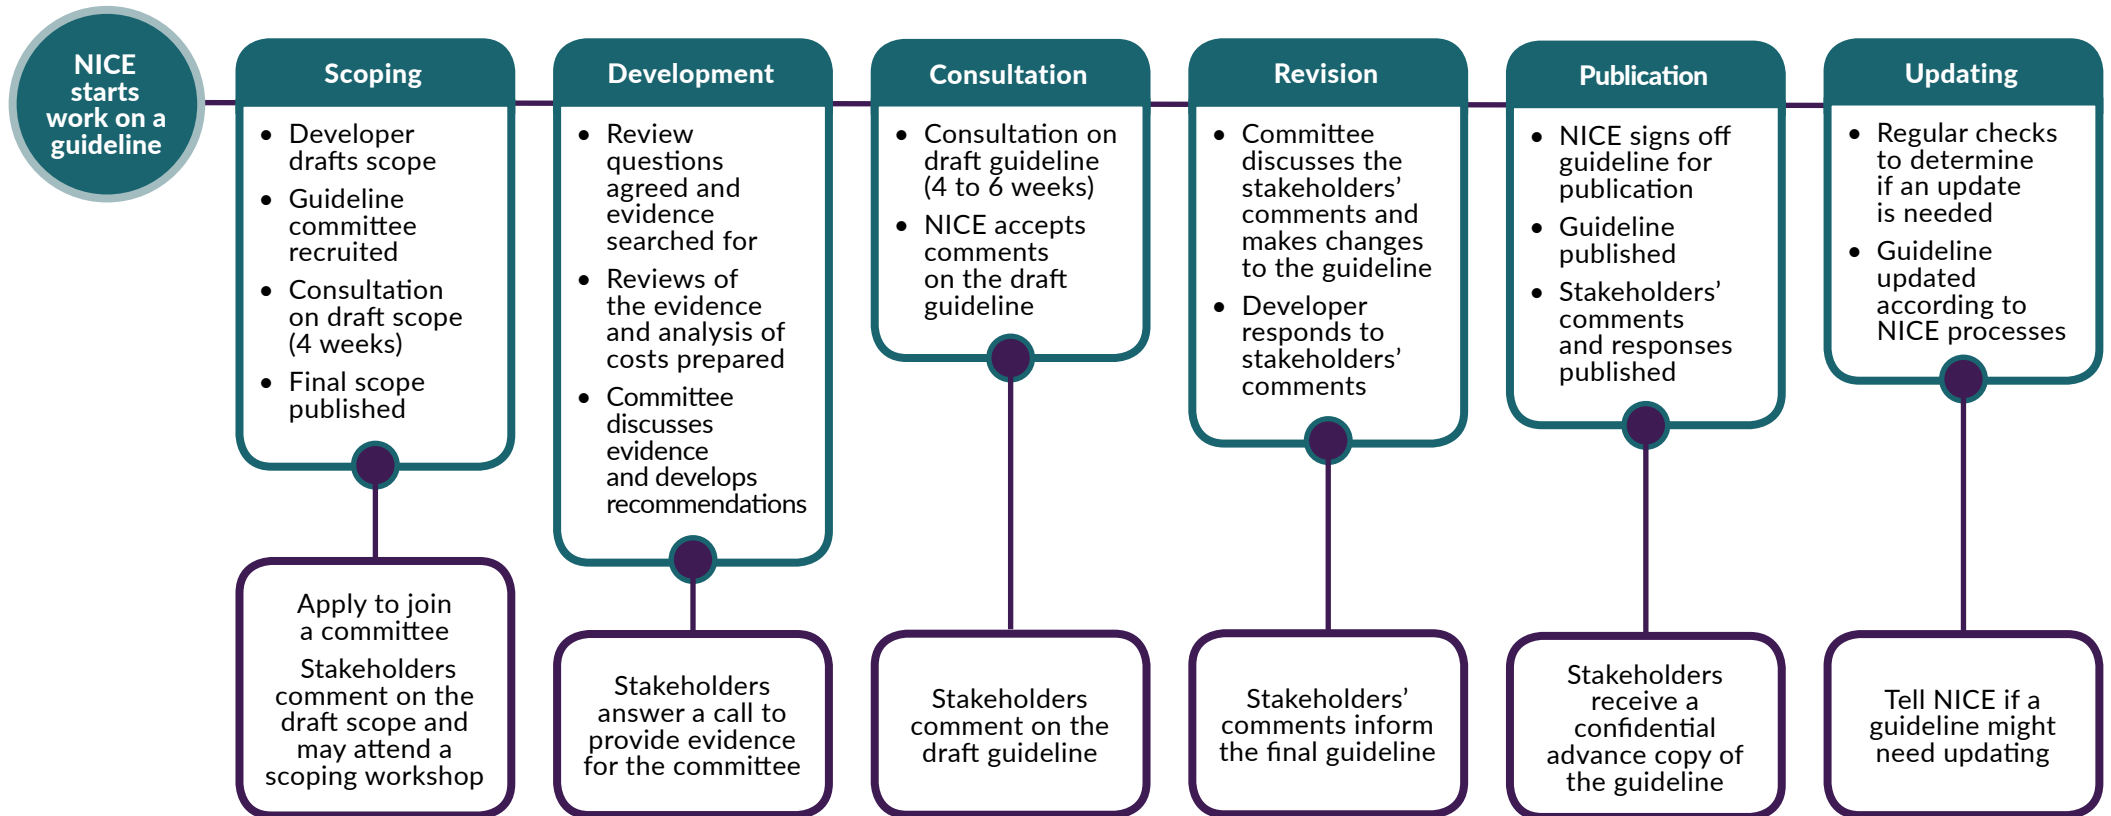 NICE
starts
work on a
guideline
Scoping
• Developer
drafts scope
• Guideline
committee
recruited
• Consultation
on draft scope
(4 weeks)
• Final scope
published
Apply to join
a committee
Stakeholders
comment on the
draft scope and
may attend a
scoping workshop
Development
• Review
questions
agreed and
evidence
searched for
• Reviews of
the evidence
and analysis of
costs prepared
• Committee
discusses
evidence
and develops
recommendations
Stakeholders
answer a call to
provide evidence
for the committee
Consultation
• Consultation on
draft guideline
(4 to 6 weeks)
• NICE accepts
comments
on the draft
guideline
Stakeholders
comment on the
draft guideline
Revision
• Committee
discusses the
stakeholders’
comments and
makes changes
to the guideline
• Developer
responds to
stakeholders’
comments
Stakeholders’
comments inform
the final guideline
Publication
• NICE signs off
guideline for
publication
• Guideline
published
• Stakeholders’
comments
and responses
published
Stakeholders
receive a
confidential
advance copy of
the guideline
Updating
• Regular checks
to determine
if an update
is needed
• Guideline
updated
according to
NICE processes
Tell NICE if a
guideline might
need updating